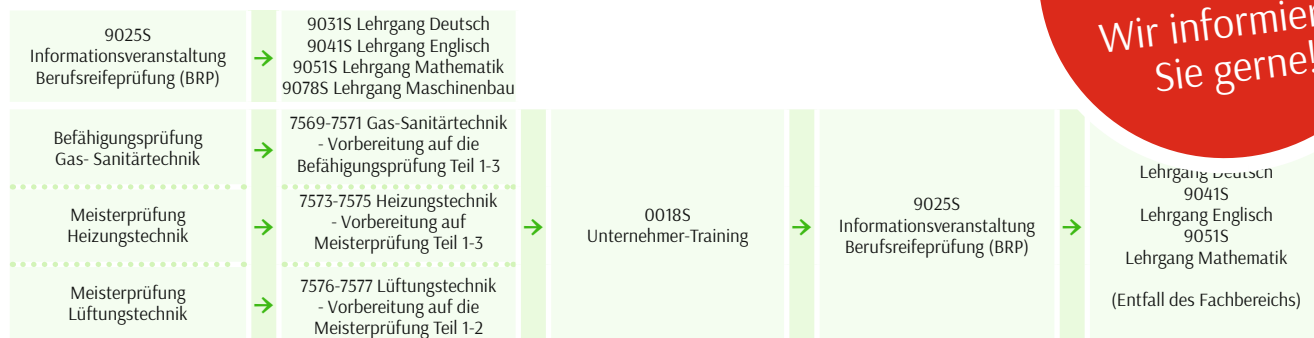 9025S
Informationsveranstaltung
Berufsreifeprüfung (BRP)
9031S Lehrgang Deutsch
9041S Lehrgang Englisch
9051S Lehrgang Mathematik
9078S Lehrgang Maschinenbau
Wir informier
Sie gerne!
Befähigungsprüfung
Gas- Sanitärtechnik
7569-7571 Gas-Sanitärtechnik
- Vorbereitung auf die
Befähigungsprüfung Teil 1-3
Meisterprüfung
Heizungstechnik
7573-7575 Heizungstechnik
- Vorbereitung auf
Meisterprüfung Teil 1-3
Meisterprüfung
Lüftungstechnik
7576-7577 Lüftungstechnik
- Vorbereitung auf die
Meisterprüfung Teil 1-2
0018S
Unternehmer-Training
9025S
Informationsveranstaltung
Berufsreifeprüfung (BRP)
Lehrgang Deutsch
9041S
Lehrgang Englisch
9051S
Lehrgang Mathematik
(Entfall des Fachbereichs)